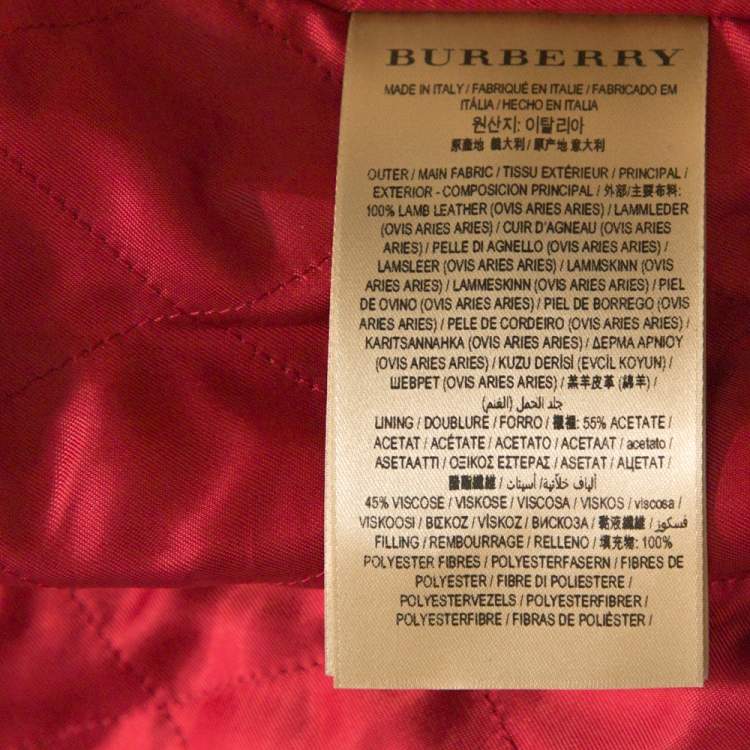 BURBERRY
MADE IN ITALY / FABRIQUÉ EN ITALIE / FABRICADO EM
ITÁLIA / HECHO EN ITALIA
원산지: 이탈리아
原產地 義大利 / 原产地 意大利
OUTER / MAIN FABRIC / TISSU EXTÉRIEUR / PRINCIPAL /
EXTERIOR - COMPOSICION PRINCIPAL / 外部/主要布料:
100% LAMB LEATHER (OVIS ARIES ARIES) / LAMMLEDER
(OVIS ARIES ARIES) / CUIR D'AGNEAU (OVIS ARIES
ARIES) / PELLE DI AGNELLO (OVIS ARIES ARIES) /
LAMSLEER (OVIS ARIES ARIES) / LAMMSKINN (OVIS ARIES
ARIES) / LAMMESKINN (OVIS ARIES ARIES) / PIEL
DE OVINO (OVIS ARIES ARIES) / PIEL DE BORREGO (OVIS
ARIES ARIES) / PELE DE CORDEIRO (OVIS ARIES ARIES) /
KARITSANNAHKA (OVIS ARIES ARIES) / ΔΕΡΜΑ ΑΡΝΙΟΥ
(OVIS ARIES ARIES) / KUZU DERİSİ (EVCİL KOYUN) /
ШЕВРЕТ (OVIS ARIES ARIES) / 羔羊皮革 (綿羊) /
جلد الحمل (الغنم)
LINING / DOUBLURE / FORRO / 襯裡: 55% ACETATE /
ACETAT / ACÉTATE / ACETATO / ACETAAT / acetato /
ASETAATTI / ΟΞΙΚΟΣ ΕΣΤΕΡΑΣ / ASETAT / АЦЕТАТ /
醋酯纖維 / ألياف خلاّتية / أسيتات /
45% VISCOSE / VISKOSE / VISCOSA / VISKOS / viscosa /
VISKOOSI / ΒΙΣΚΟΖ / VİSKOZ / ВИСКОЗА / 黏液纖維 / فسكوز
FILLING / REMBOURRAGE / RELLENO / 填充物: 100%
POLYESTER FIBRES / POLYESTERFASERN / FIBRES DE
POLYESTER / FIBRE DI POLIESTERE /
POLYESTERVEZELS / POLYESTERFIBRER /
POLYESTERFIBRE / FIBRAS DE POLIÉSTER /